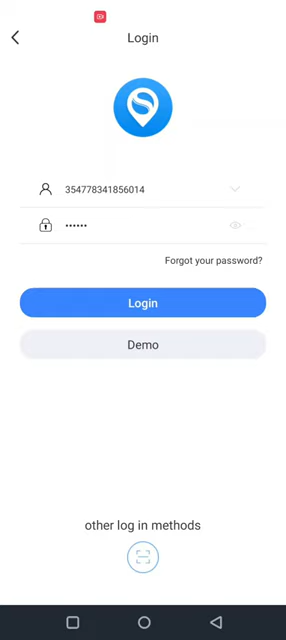 Login
354778341856014
••••••
Forgot your password?
Login
Demo
other log in methods